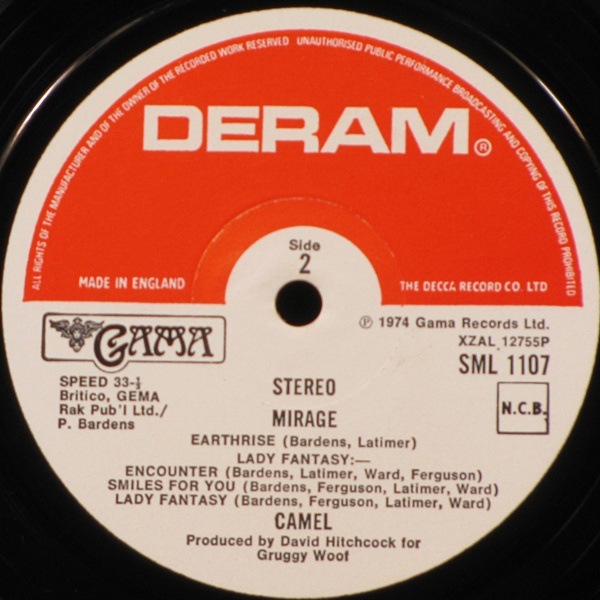 ALL RIGHTS OF THE MANUFACTURER AND OF THE OWNER OF THE RECORDED WORK RESERVED UNAUTHORISED PUBLIC PERFORMANCE BROADCASTING AND COPYING OF THIS RECORD PROHIBITED
DERAM®
Side
2
MADE IN ENGLAND
THE DECCA RECORD CO. LTD
GAMA
℗ 1974 Gama Records Ltd.
XZAL 12755P
SML 1107
SPEED 33-⅓
Britico, GEMA
Rak Pub'l Ltd./
P. Bardens
N.C.B.
STEREO
MIRAGE
EARTHRISE (Bardens, Latimer)
LADY FANTASY:—
ENCOUNTER (Bardens, Latimer, Ward, Ferguson)
SMILES FOR YOU (Bardens, Ferguson, Latimer, Ward)
LADY FANTASY (Bardens, Ferguson, Latimer, Ward)
CAMEL
Produced by David Hitchcock for
Gruggy Woof